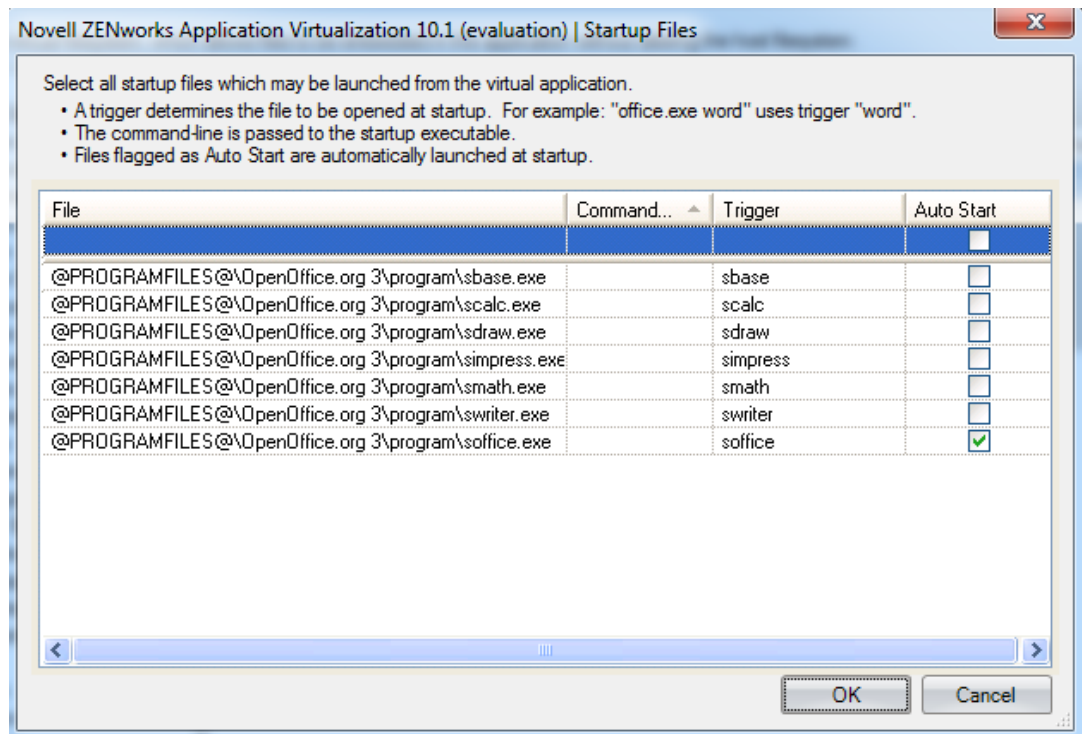 Novell ZENworks Application Virtualization 10.1 (evaluation) | Startup Files
Select all startup files which may be launched from the virtual application.
• A trigger determines the file to be opened at startup. For example: "office.exe word" uses trigger "word".
• The command-line is passed to the startup executable.
• Files flagged as Auto Start are automatically launched at startup.
File Command... Trigger Auto Start
@PROGRAMFILES@\OpenOffice.org 3\program\sbase.exe sbase
@PROGRAMFILES@\OpenOffice.org 3\program\scalc.exe scalc
@PROGRAMFILES@\OpenOffice.org 3\program\sdraw.exe sdraw
@PROGRAMFILES@\OpenOffice.org 3\program\simpress.exe simpress
@PROGRAMFILES@\OpenOffice.org 3\program\smath.exe smath
@PROGRAMFILES@\OpenOffice.org 3\program\swriter.exe swriter
@PROGRAMFILES@\OpenOffice.org 3\program\soffice.exe soffice
OK Cancel